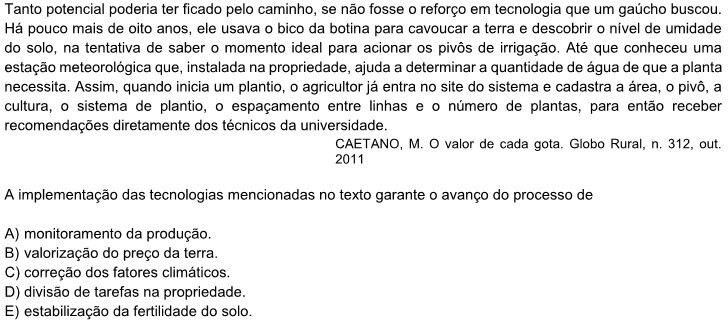 Tanto potencial poderia ter ficado pelo caminho, se não fosse o reforço em tecnologia que um gaúcho buscou.
Há pouco mais de oito anos, ele usava o bico da botina para cavoucar a terra e descobrir o nível de umidade
do solo, na tentativa de saber o momento ideal para acionar os pivôs de irrigação. Até que conheceu uma
estação meteorológica que, instalada na propriedade, ajuda a determinar a quantidade de água de que a planta
necessita. Assim, quando inicia um plantio, o agricultor já entra no site do sistema e cadastra a área, o pivô, a
cultura, o sistema de plantio, o espaçamento entre linhas e o número de plantas, para então receber
recomendações diretamente dos técnicos da universidade.
CAETANO, M. O valor de cada gota. Globo Rural, n. 312, out.
2011
A implementação das tecnologias mencionadas no texto garante o avanço do processo de
A) monitoramento da produção.
B) valorização do preço da terra.
C) correção dos fatores climáticos.
D) divisão de tarefas na propriedade.
E) estabilização da fertilidade do solo.